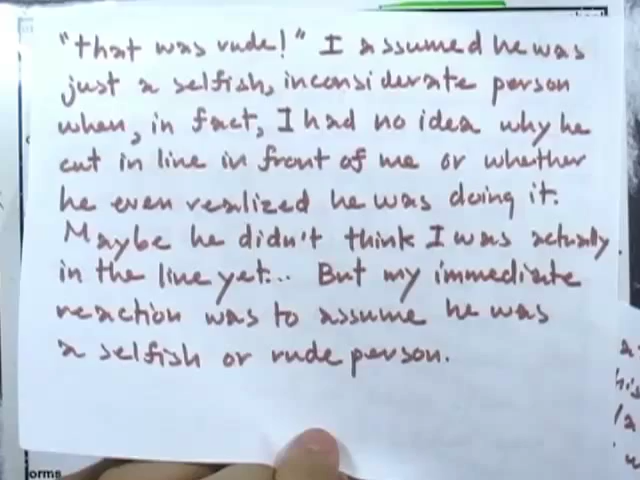 "That was rude!" I assumed he was
just a selfish, inconsiderate person
when, in fact, I had no idea why he
cut in line in front of me or whether
he even realized he was doing it.
Maybe he didn't think I was actually
in the line yet... But my immediate
reaction was to assume he was
a selfish or rude person.
orms